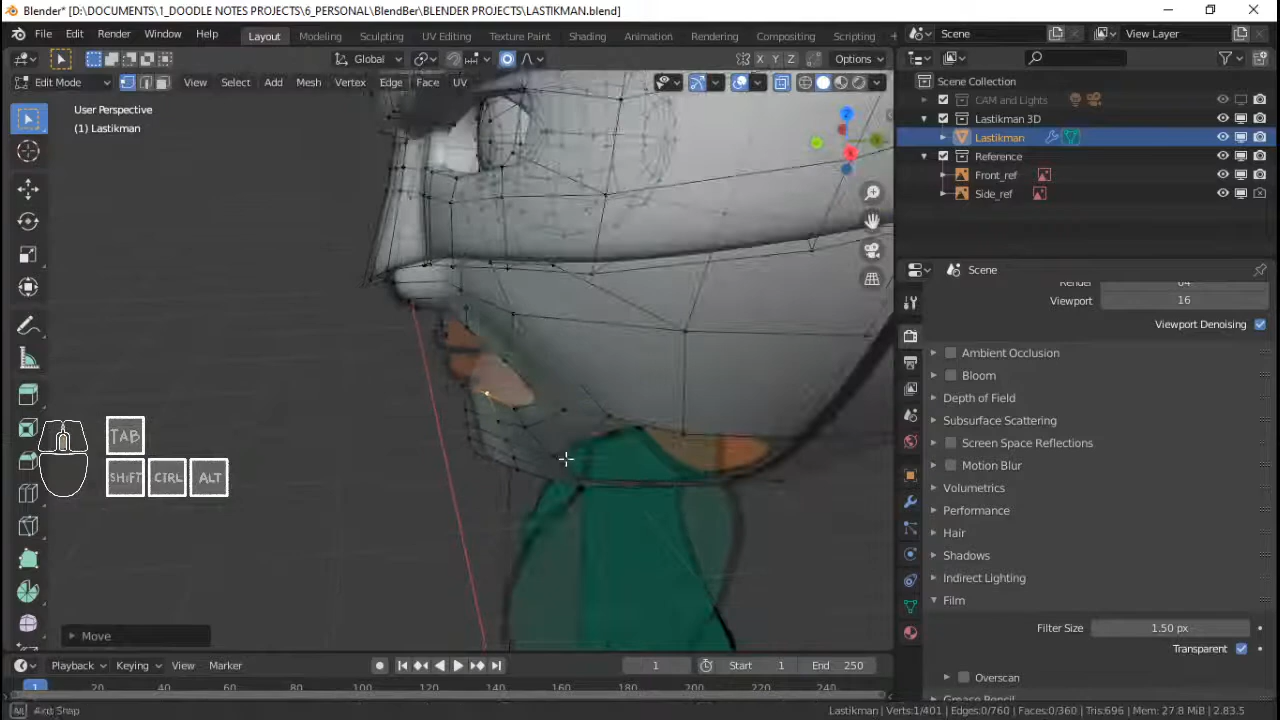 Blender* [D:\DOCUMENTS\1_DOODLE NOTES PROJECTS\6_PERSONAL\BlendBer\BLENDER PROJECTS\LASTIKMAN.blend]
File Edit Render Window Help Layout Modeling Sculpting UV Editing Texture Paint Shading Animation Rendering Compositing Scripting + Scene View Layer
Global X Y Z Options
Edit Mode View Select Add Mesh Vertex Edge Face UV
Scene Collection
CAM and Lights
Lastikman 3D
Lastikman
Reference
Front_ref
Side_ref
User Perspective
(1) Lastikman
Scene
Render 64
Viewport 16
Viewport Denoising
Ambient Occlusion
Bloom
Depth of Field
Subsurface Scattering
Screen Space Reflections
Motion Blur
Volumetrics
Performance
Hair
Shadows
Indirect Lighting
Film
Filter Size 1.50 px
Transparent
Overscan
Grease Pencil
TAB
SHIFT CTRL ALT
Move
Playback Keying View Marker 1 Start 1 End 250
1 20 40 60 80 100 120 140 160 180 200 220 240
Axis Snap
Lastikman | Verts:1/401 | Edges:0/760 | Faces:0/360 | Tris:696 | Mem: 27.8 MiB | 2.83.5